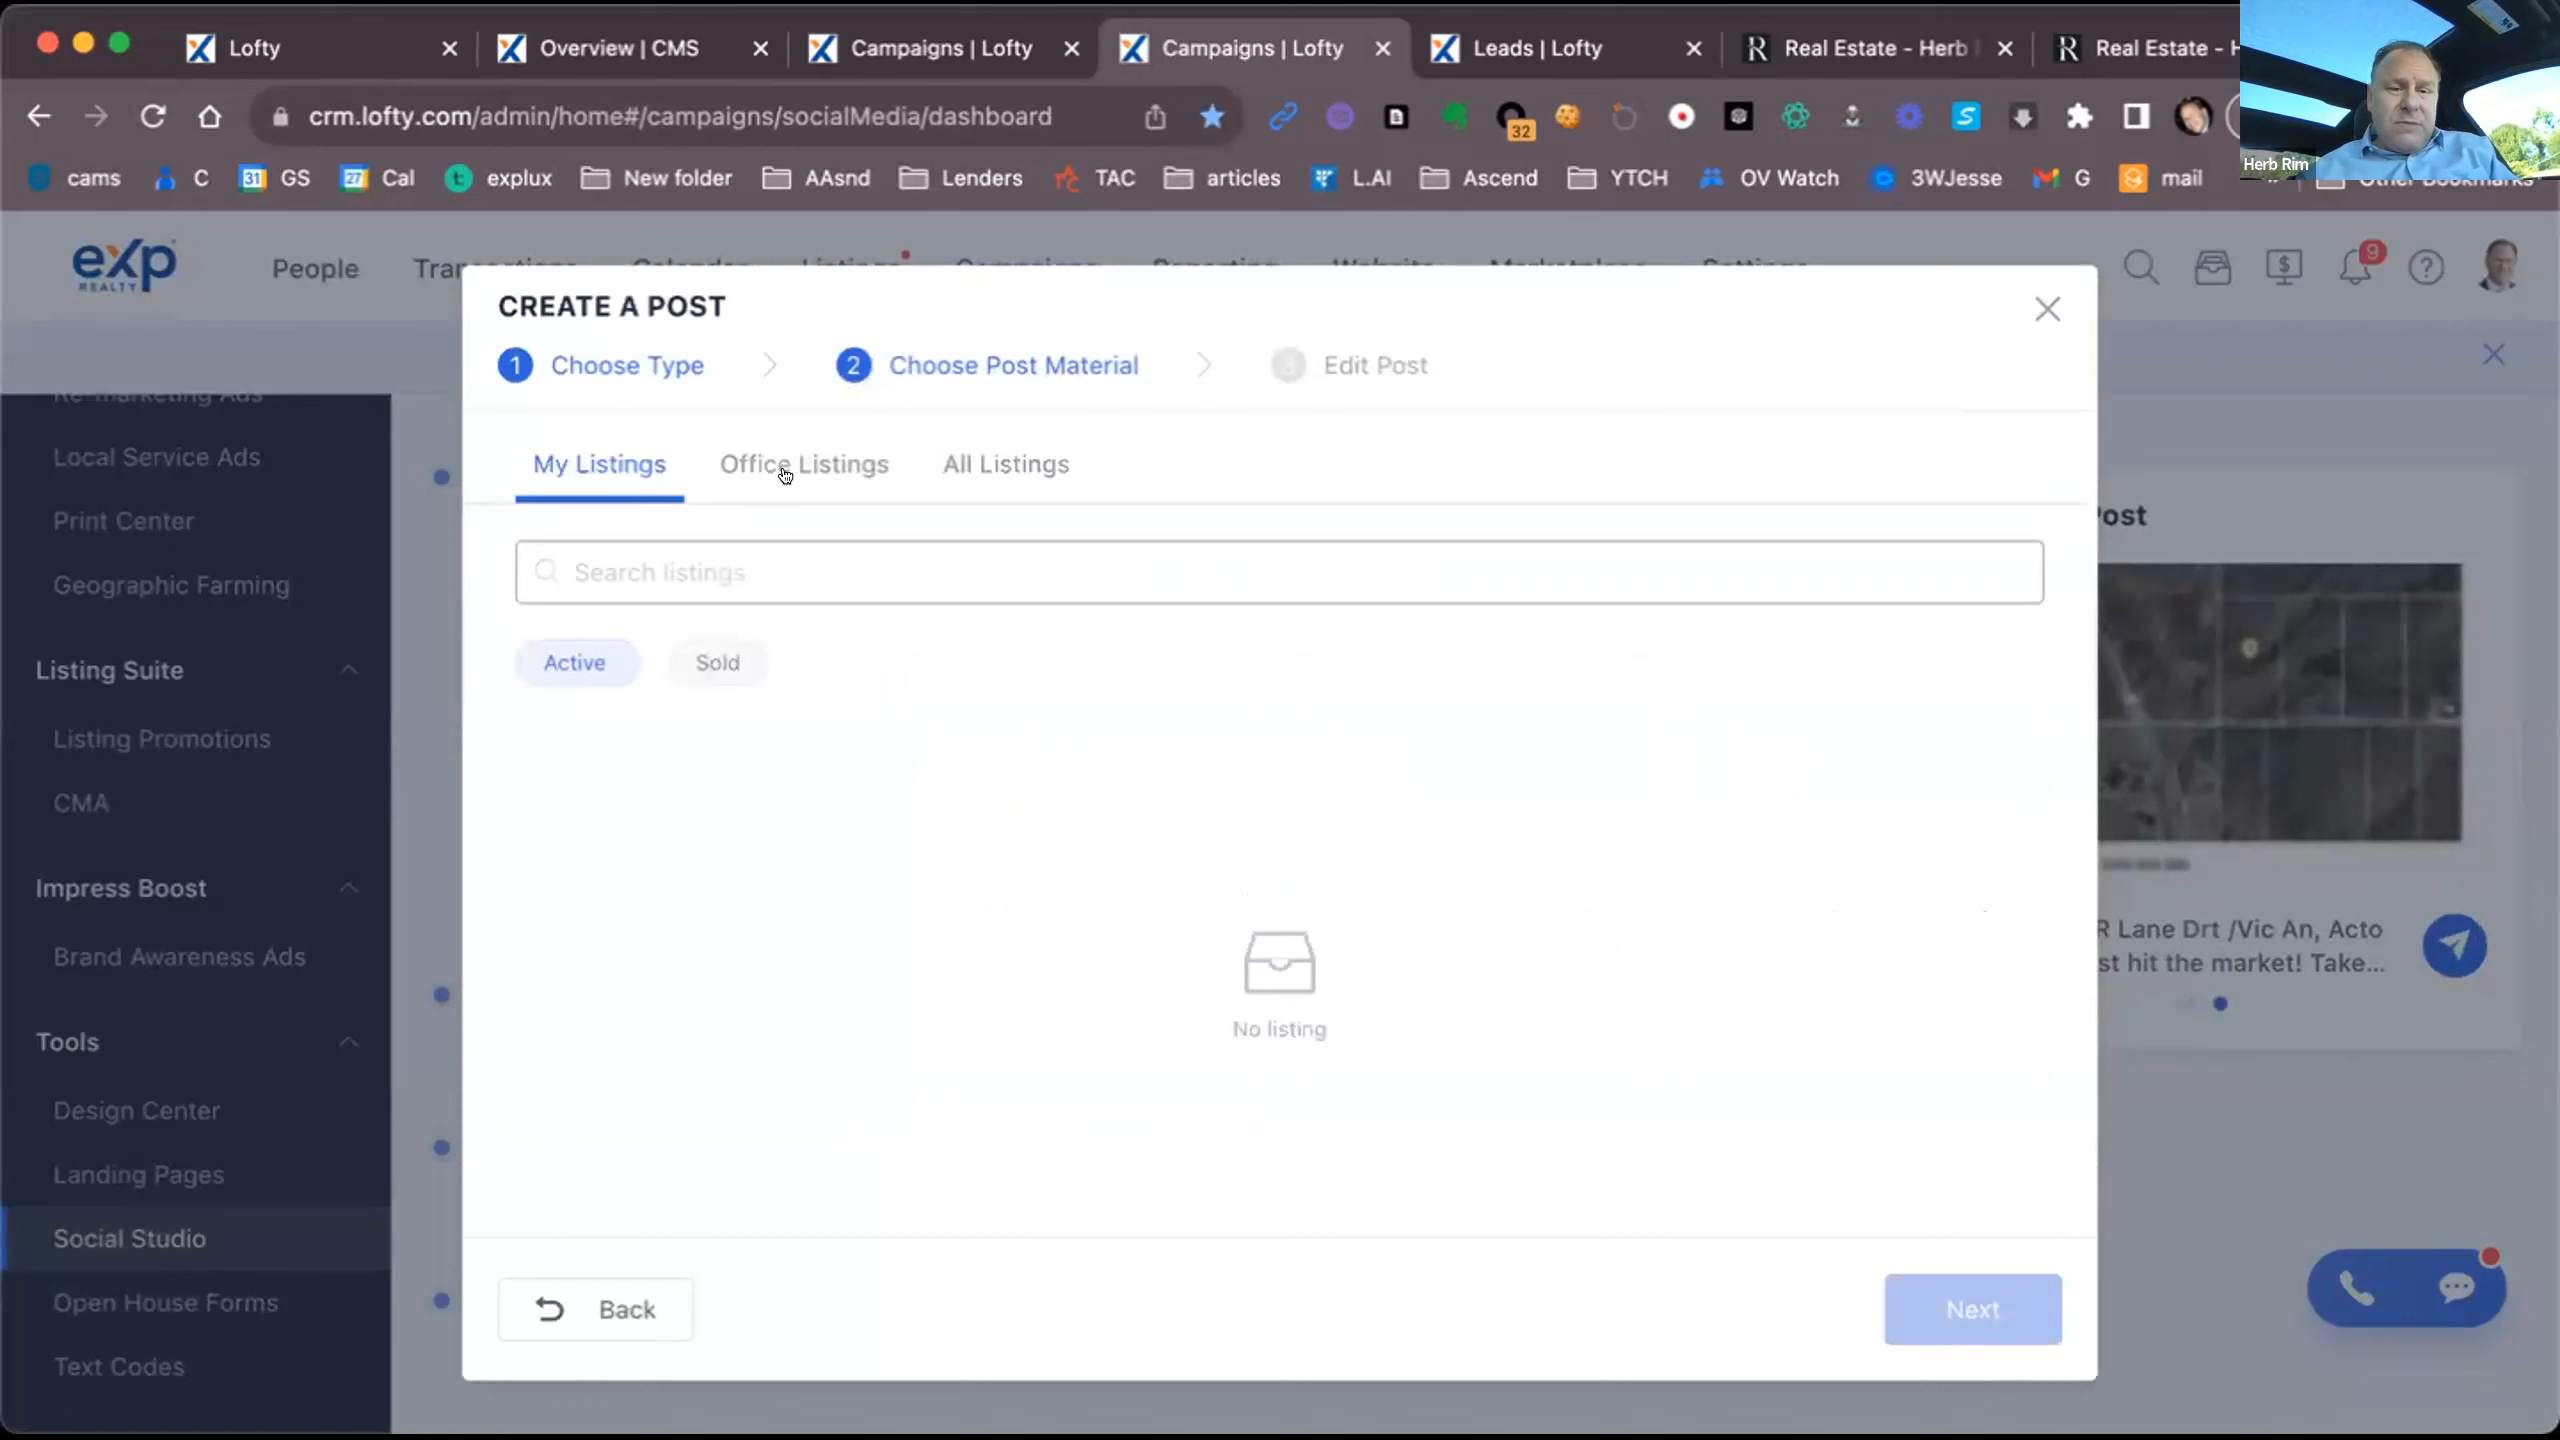 Lofty
Overview | CMS
Campaigns | Lofty
Campaigns | Lofty
Leads | Lofty
Real Estate - Herb
Real Estate -
crm.lofty.com/admin/home#/campaigns/socialMedia/dashboard
32
Herb Rim
cams
C
31 GS
27 Cal
explux
New folder
AAsnd
Lenders
TAC
articles
L.AI
Ascend
YTCH
OV Watch
3WJesse
G
mail
Other Bookmarks
exp
REALTY
People
Transactions
Calendar
Listings
Campaigns
Reporting
Website
Marketplace
Settings
9
CREATE A POST
1 Choose Type
2 Choose Post Material
3 Edit Post
My Listings
Office Listings
All Listings
Search listings
Active
Sold
No listing
Back
Next
Re-marketing Ads
Local Service Ads
Print Center
Geographic Farming
Listing Suite
Listing Promotions
CMA
Impress Boost
Brand Awareness Ads
Tools
Design Center
Landing Pages
Social Studio
Open House Forms
Text Codes
Post
R Lane Drt /Vic An, Acto
st hit the market! Take...